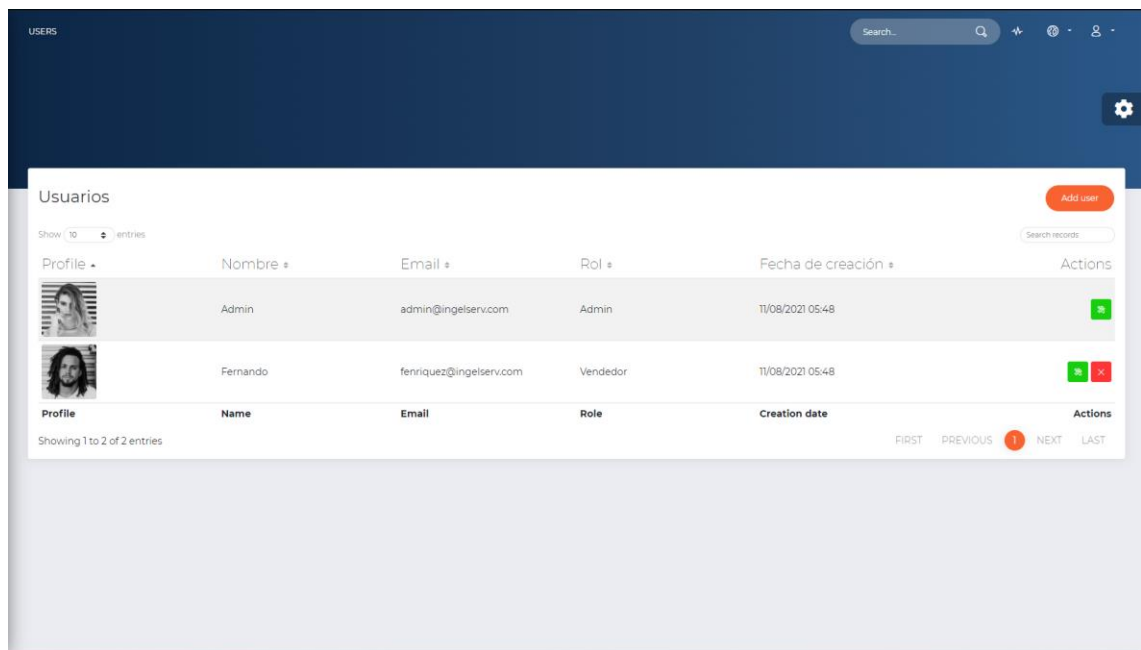 USERS
Search...
Usuarios
Add user
Show 10 entries
Search records
Profile Nombre Email Rol Fecha de creación Actions
Admin admin@ingelserv.com Admin 11/08/2021 05:48
Fernando fenriquez@ingelserv.com Vendedor 11/08/2021 05:48
Profile Name Email Role Creation date Actions
Showing 1 to 2 of 2 entries
FIRST PREVIOUS 1 NEXT LAST